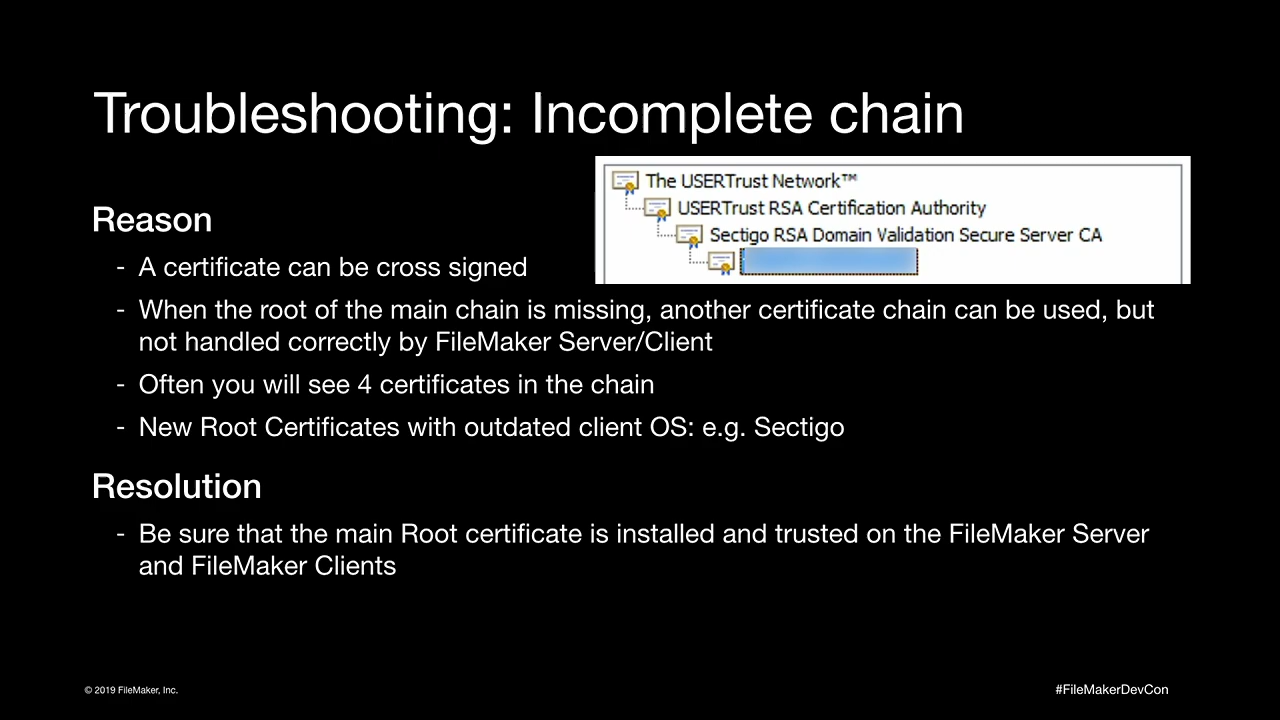 Troubleshooting: Incomplete chain
The USERTrust Network™
USERTrust RSA Certification Authority
Sectigo RSA Domain Validation Secure Server CA
Reason
- A certificate can be cross signed
- When the root of the main chain is missing, another certificate chain can be used, but
not handled correctly by FileMaker Server/Client
- Often you will see 4 certificates in the chain
- New Root Certificates with outdated client OS: e.g. Sectigo
Resolution
- Be sure that the main Root certificate is installed and trusted on the FileMaker Server
and FileMaker Clients
© 2019 FileMaker, Inc.
#FileMakerDevCon